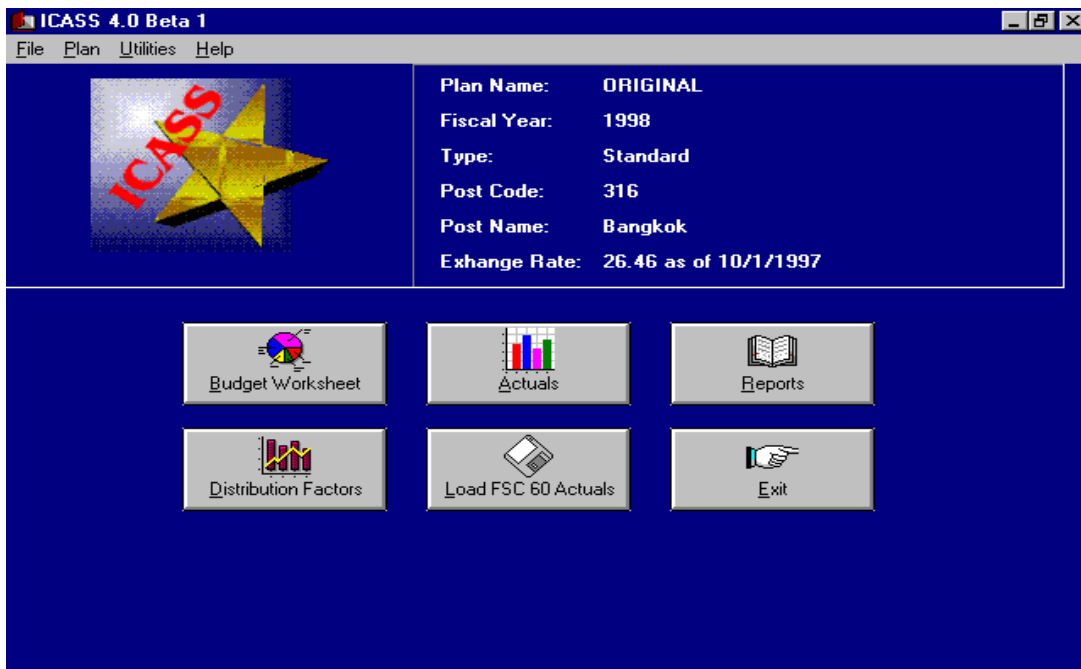 ICASS 4.0 Beta 1
File Plan Utilities Help
ICASS
Plan Name: ORIGINAL
Fiscal Year: 1998
Type: Standard
Post Code: 316
Post Name: Bangkok
Exhange Rate: 26.46 as of 10/1/1997
Budget Worksheet
Actuals
Reports
Distribution Factors
Load FSC 60 Actuals
Exit